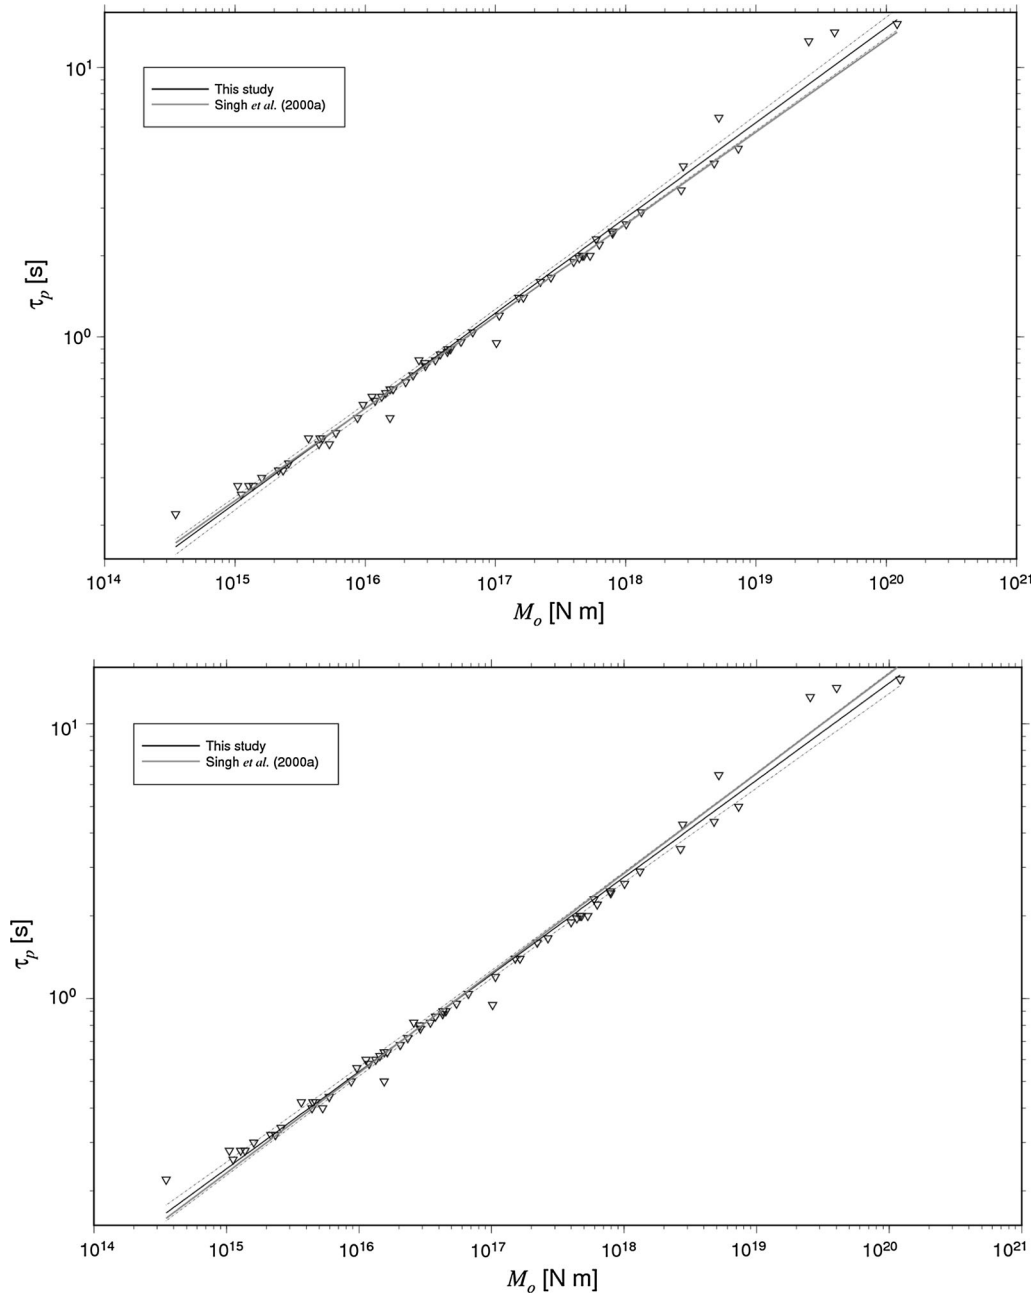 10¹
This study
Singh et al. (2000a)
τp [s]
10⁰
10¹⁴ 10¹⁵ 10¹⁶ 10¹⁷ 10¹⁸ 10¹⁹ 10²⁰ 10²¹
Mo [N m]
10¹
This study
Singh et al. (2000a)
τp [s]
10⁰
10¹⁴ 10¹⁵ 10¹⁶ 10¹⁷ 10¹⁸ 10¹⁹ 10²⁰ 10²¹
Mo [N m]